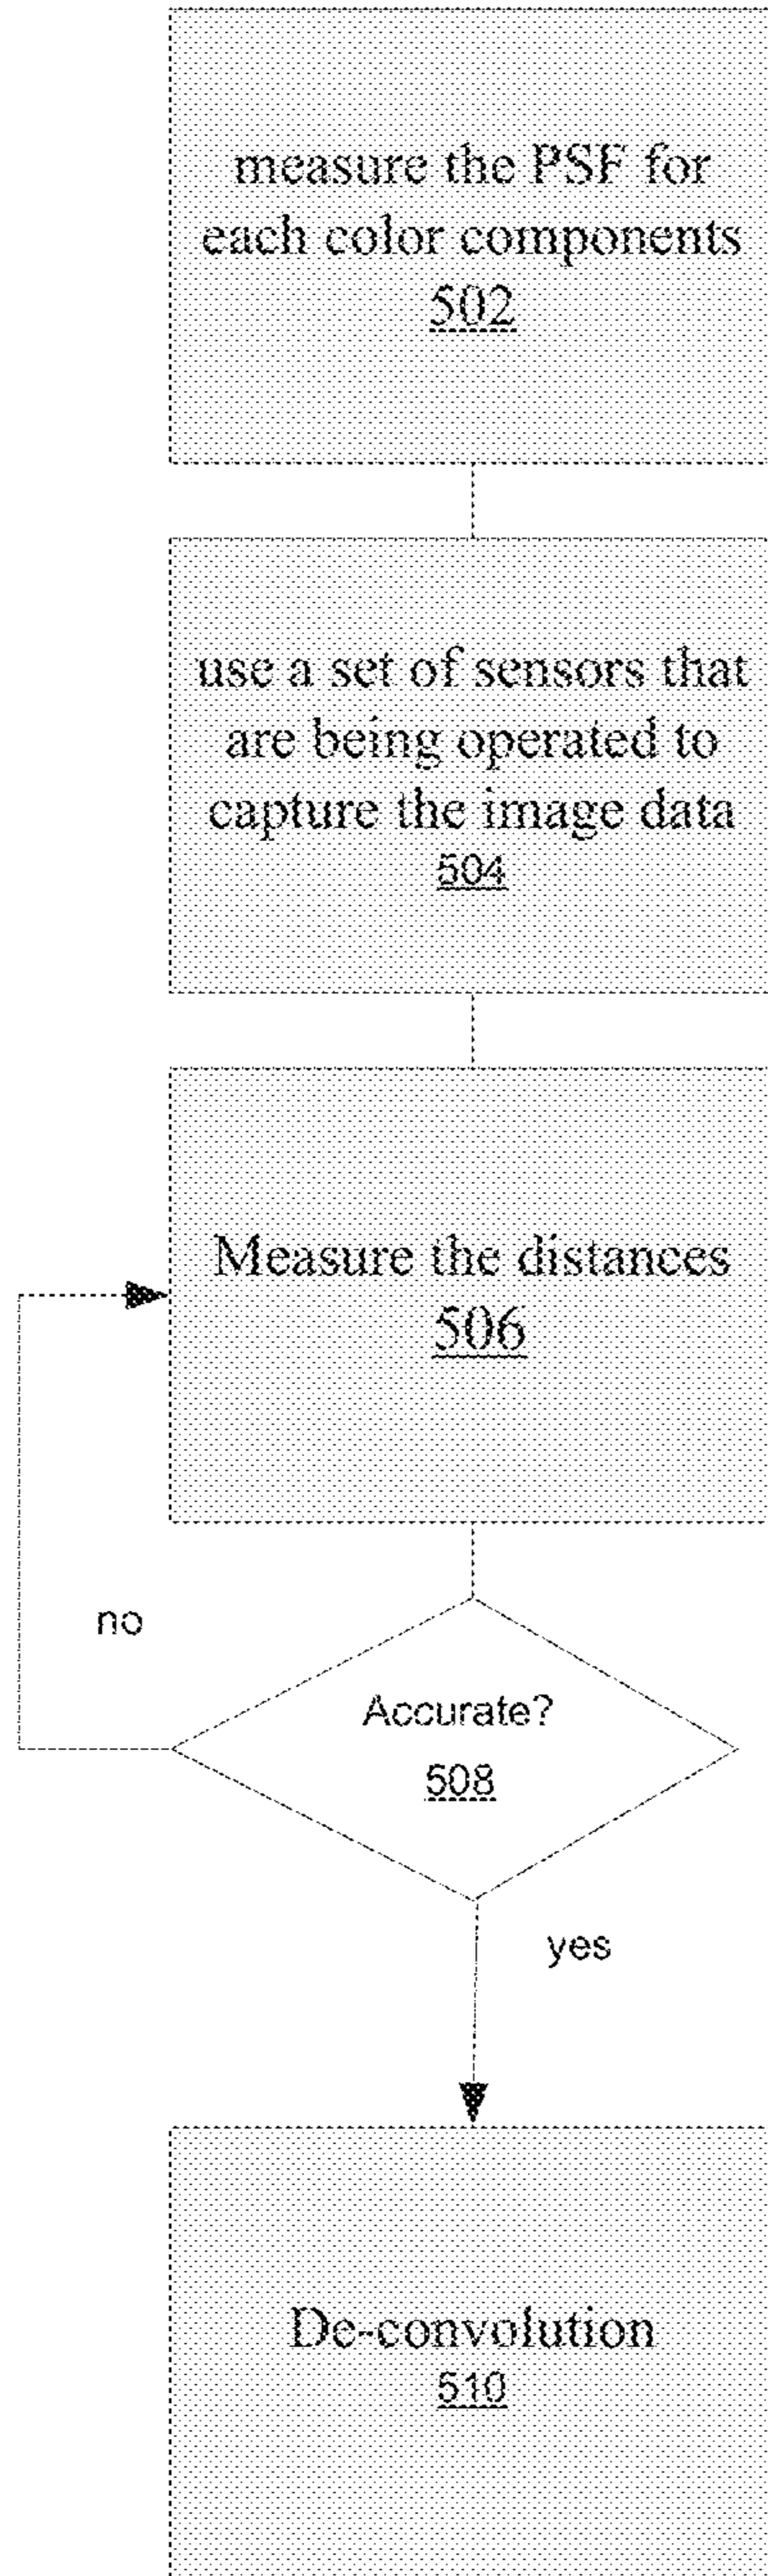 measure the PSF for
each color components
502
use a set of sensors that
are being operated to
capture the image data
504
Measure the distances
506
no
Accurate?
508
yes
De-convolution
510